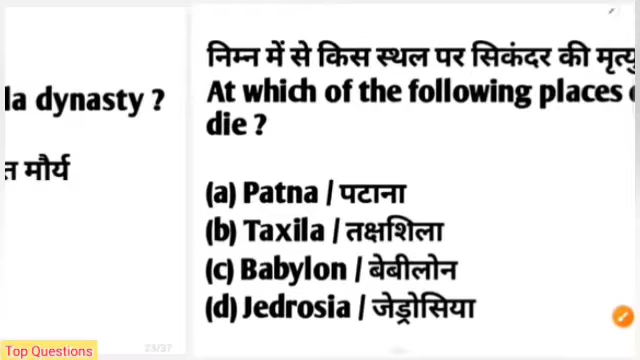 la dynasty ?
त मौर्य
निम्न में से किस स्थल पर सिकंदर की मृत्यु
At which of the following places
die ?
(a) Patna / पटाना
(b) Taxila / तक्षशिला
(c) Babylon / बेबीलोन
(d) Jedrosia / जेड्रोसिया
Top Questions
23/37